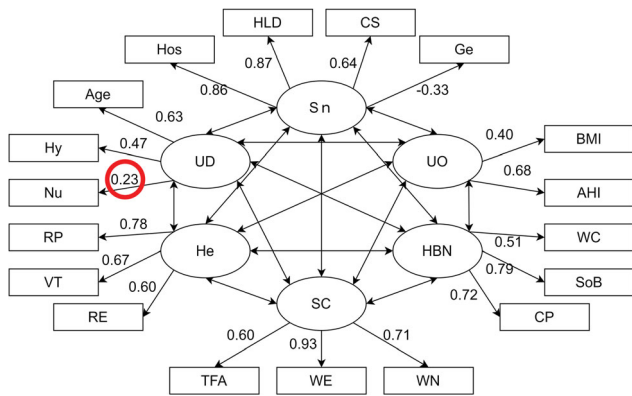 HLD
CS
Hos
Ge
0.87
0.64
0.86
-0.33
Sn
Age
0.63
0.40
BMI
Hy
0.47
UD
UO
0.68
Nu
0.23
AHI
RP
0.78
0.51
WC
He
HBN
VT
0.67
0.79
SoB
0.60
0.72
RE
SC
CP
0.60
0.93
0.71
TFA
WE
WN